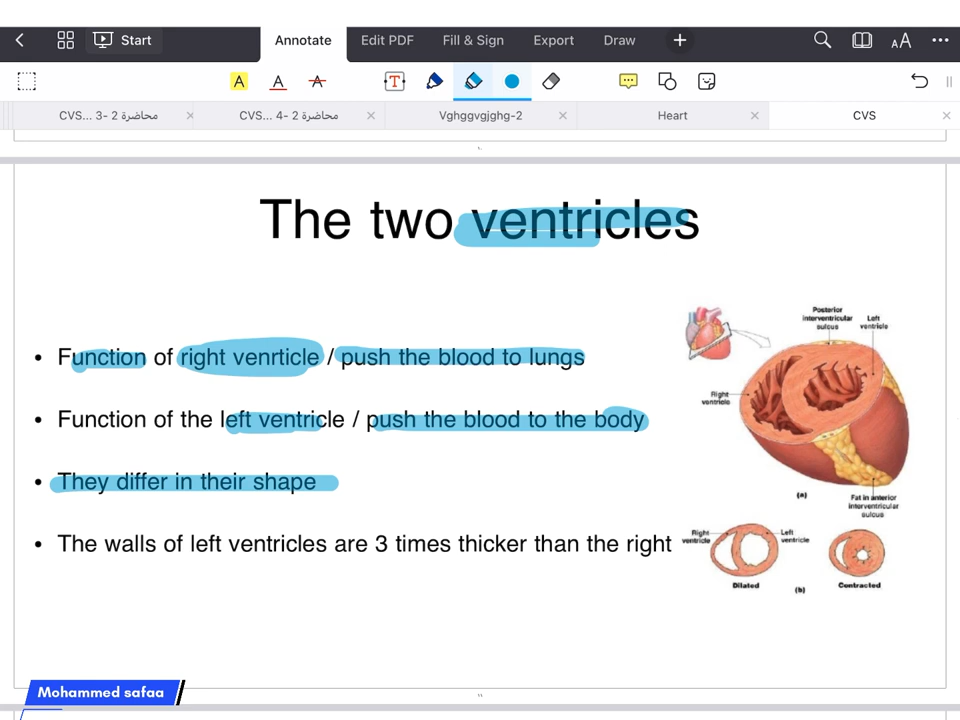 Start
Annotate
Edit PDF
Fill & Sign
Export
Draw
+
AA
A A A T
CVS... محاضرة 2 -3
CVS... محاضرة 2 -4
Vghggvgjghg-2
Heart
CVS
The two ventricles
• Function of right venrticle / push the blood to lungs
• Function of the left ventricle / push the blood to the body
• They differ in their shape
• The walls of left ventricles are 3 times thicker than the right
Posterior
interventricular
sulcus
Left
ventricle
Right
ventricle
(a)
Fat in anterior
interventricular
sulcus
Right
ventricle
Left
ventricle
Dilated
(b)
Contracted
Mohammed safaa